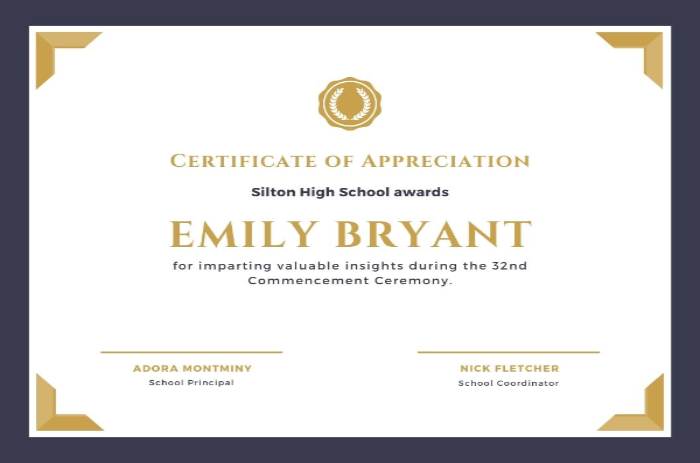 Certificate of Appreciation
Silton High School awards
EMILY BRYANT
for imparting valuable insights during the 32nd
Commencement Ceremony.
ADORA MONTMINY
School Principal
NICK FLETCHER
School Coordinator